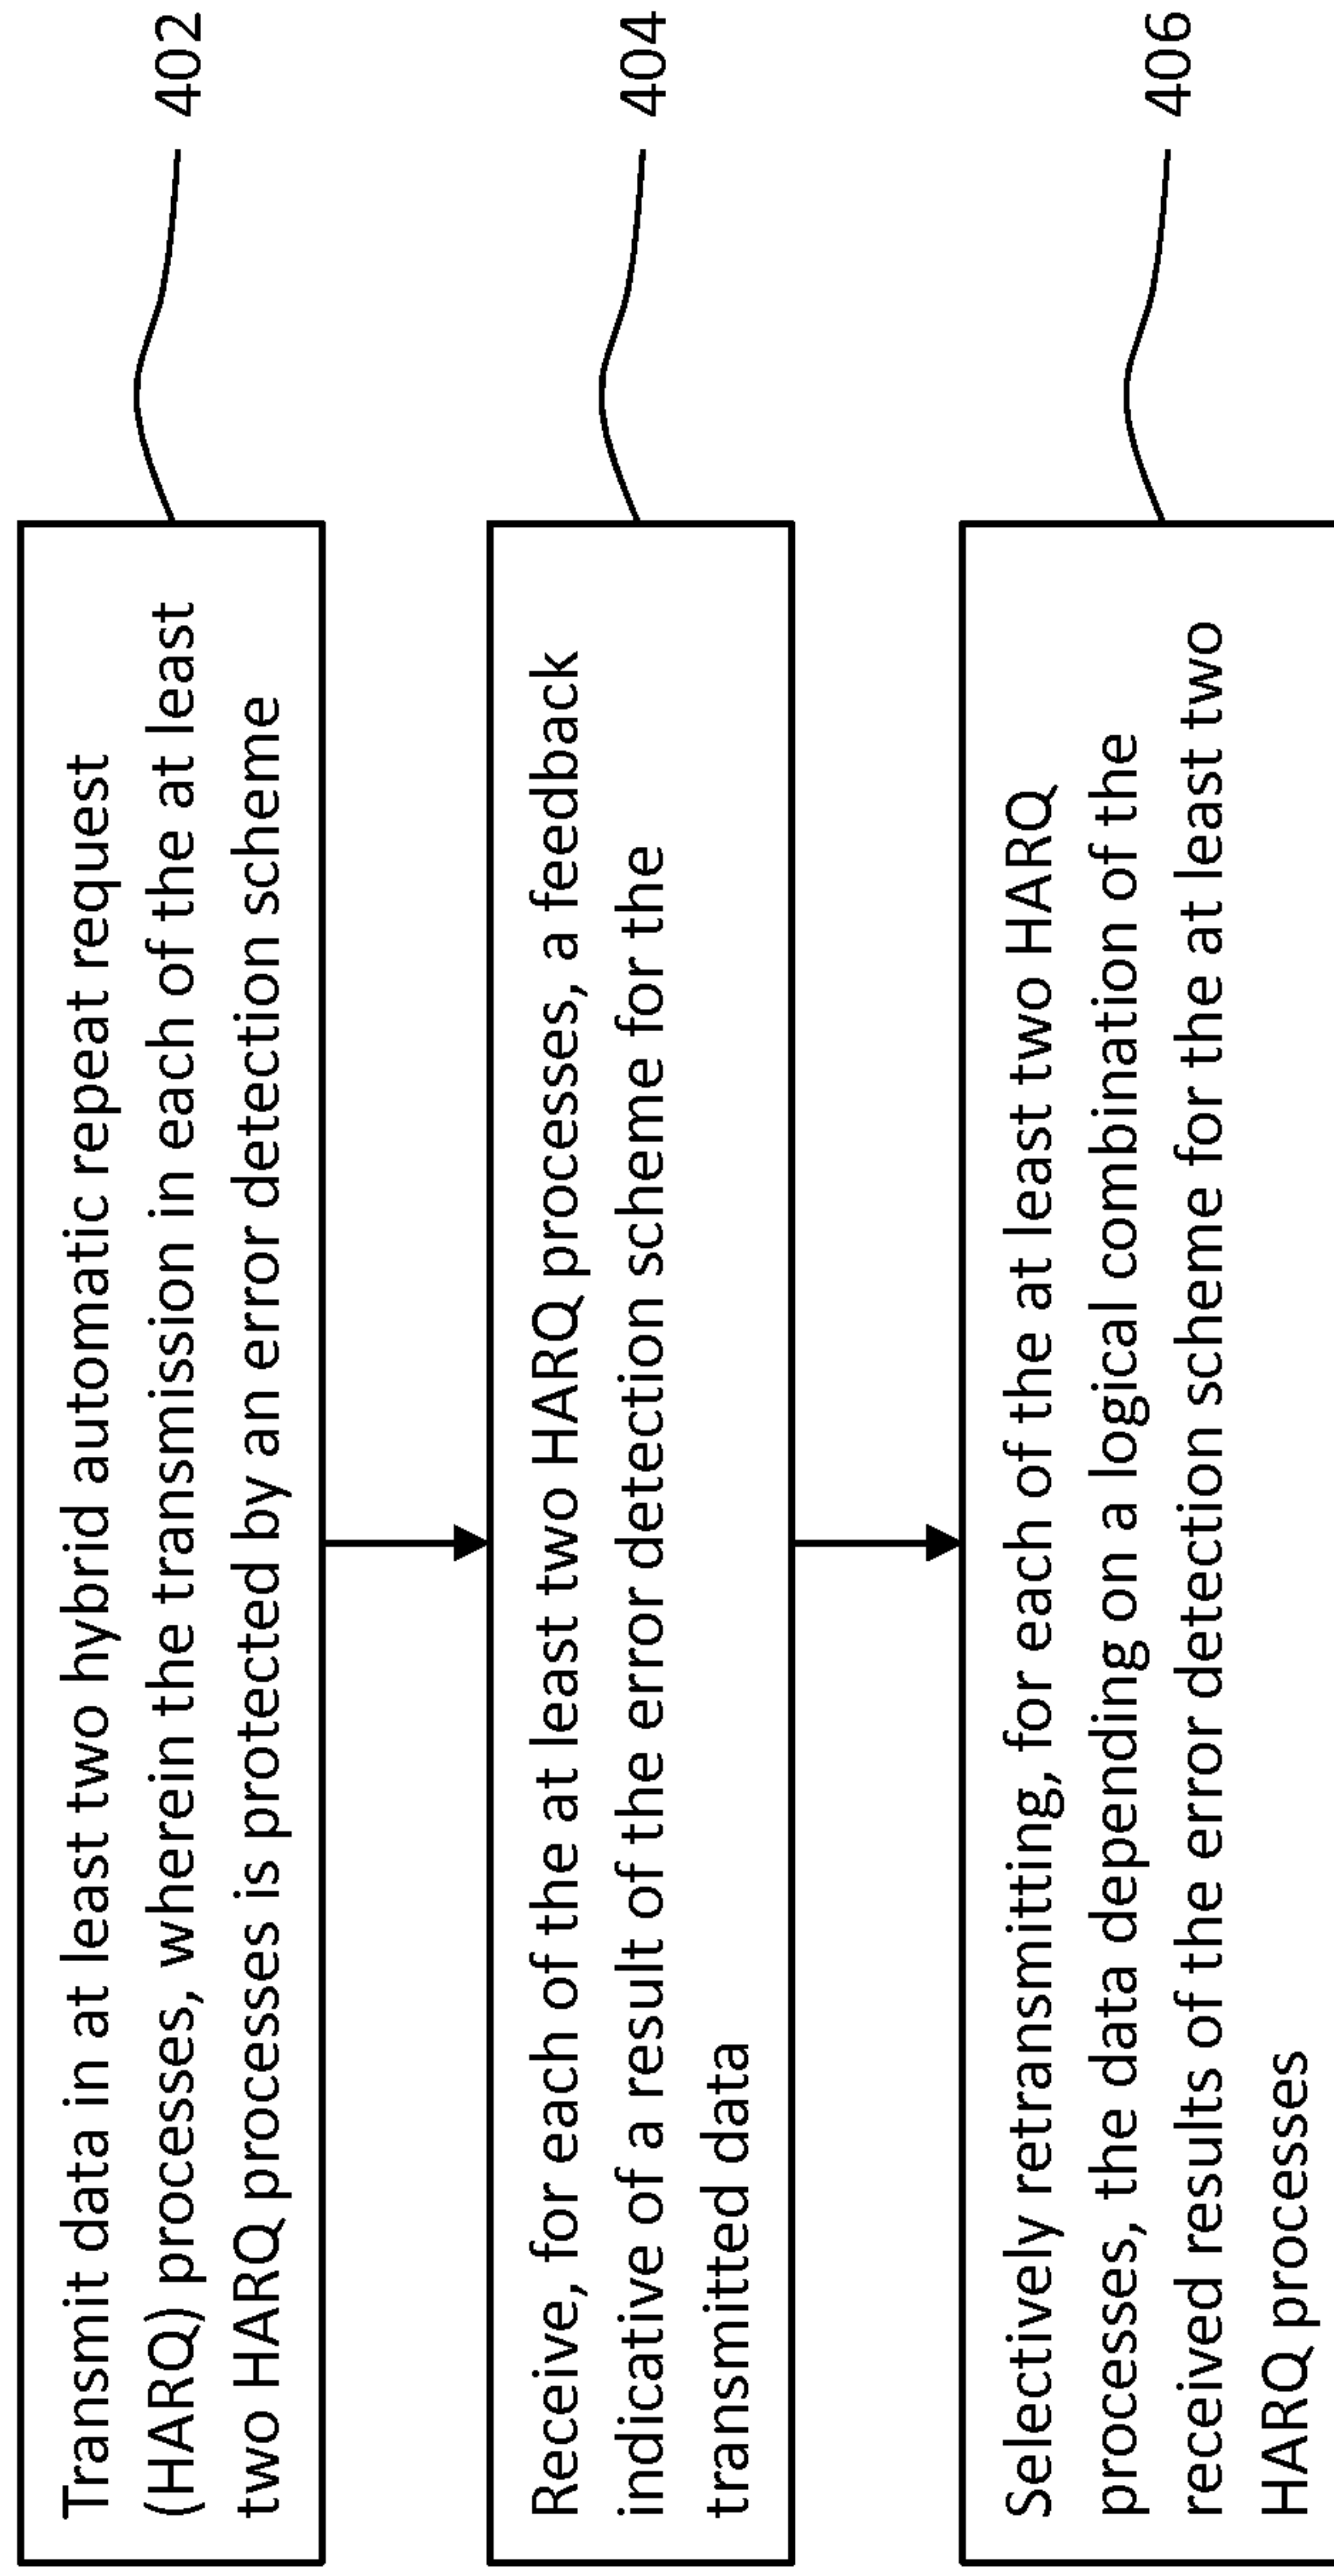 Transmit data in at least two hybrid automatic repeat request
(HARQ) processes, wherein the transmission in each of the at least
two HARQ processes is protected by an error detection scheme
402
Receive, for each of the at least two HARQ processes, a feedback
indicative of a result of the error detection scheme for the
transmitted data
404
Selectively retransmitting, for each of the at least two HARQ
processes, the data depending on a logical combination of the
received results of the error detection scheme for the at least two
HARQ processes
406